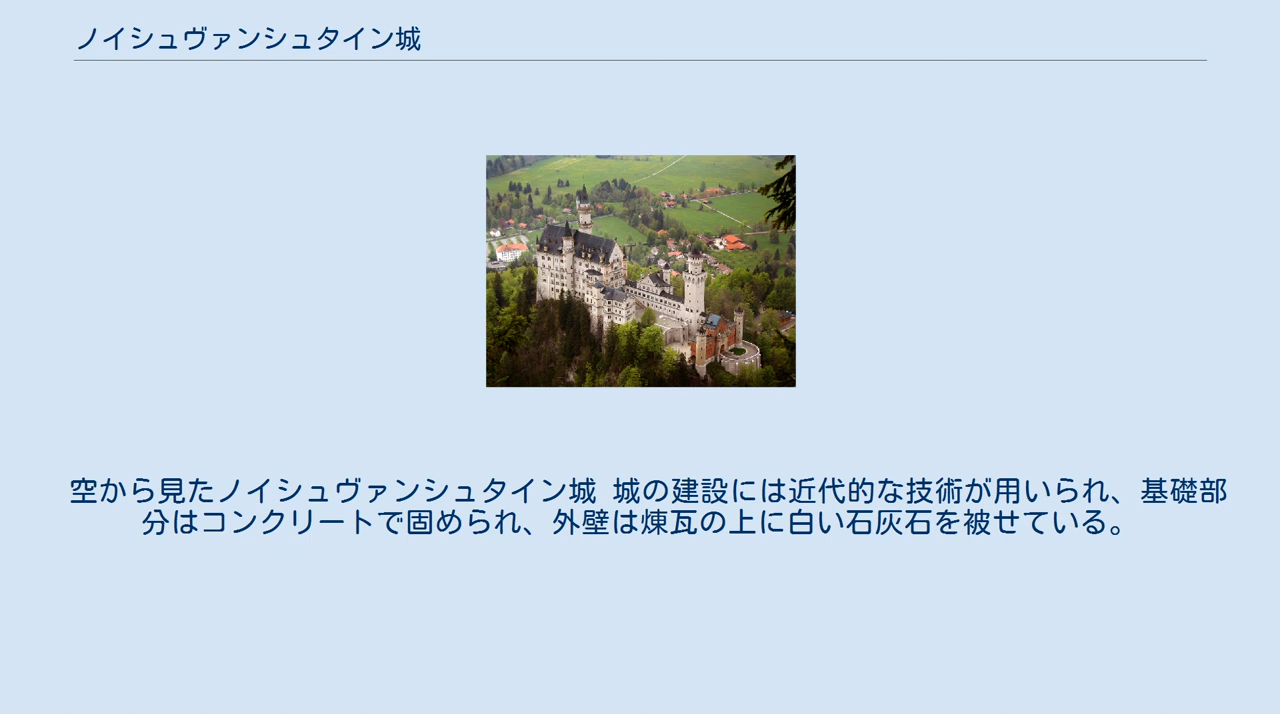 ノイシュヴァンシュタイン城
空から見たノイシュヴァンシュタイン城 城の建設には近代的な技術が用いられ、基礎部
分はコンクリートで固められ、外壁は煉瓦の上に白い石灰石を被せている。